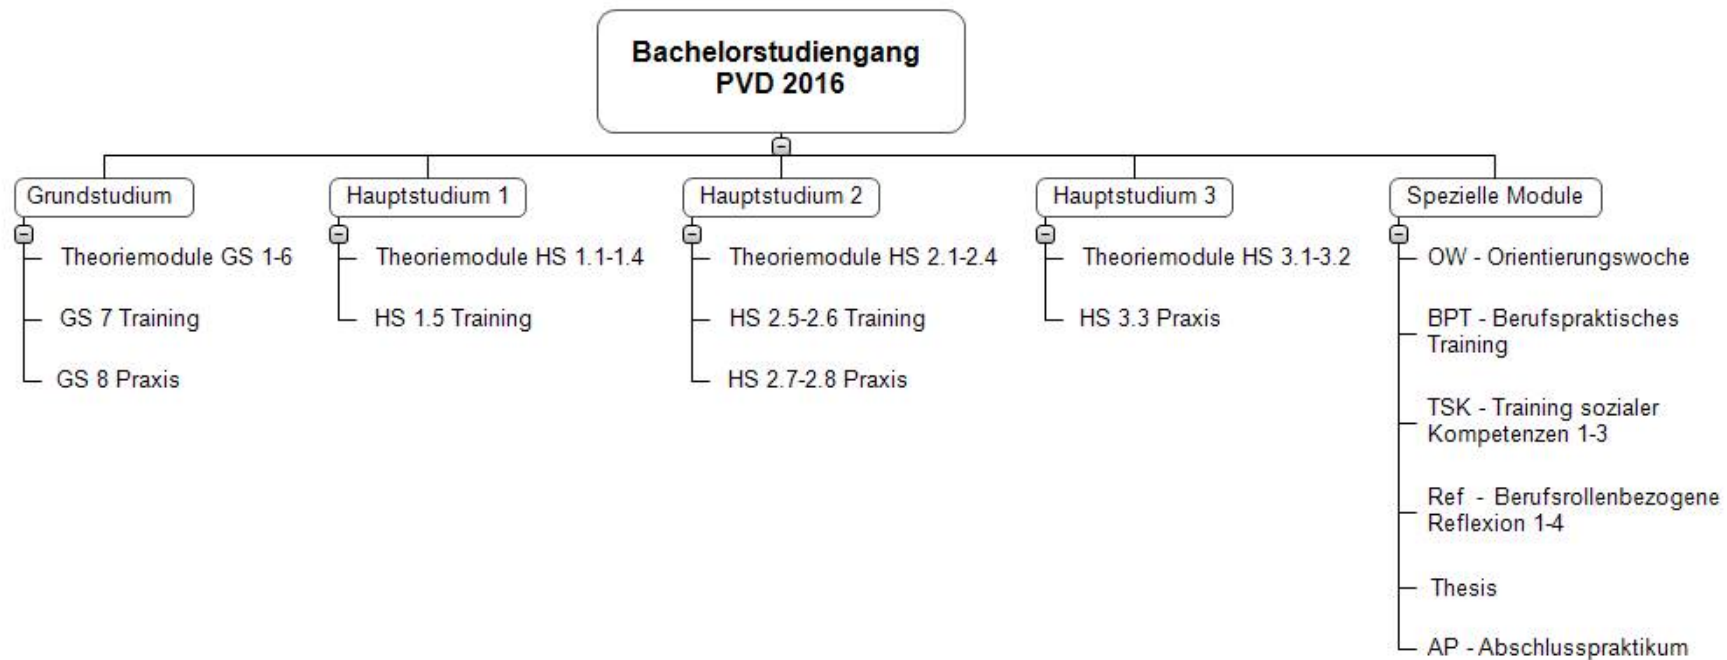 Bachelorstudiengang
PVD 2016
Grundstudium
Theoriemodule GS 1-6
GS 7 Training
GS 8 Praxis
Hauptstudium 1
Theoriemodule HS 1.1-1.4
HS 1.5 Training
Hauptstudium 2
Theoriemodule HS 2.1-2.4
HS 2.5-2.6 Training
HS 2.7-2.8 Praxis
Hauptstudium 3
Theoriemodule HS 3.1-3.2
HS 3.3 Praxis
Spezielle Module
OW - Orientierungswoche
BPT - Berufspraktisches
Training
TSK - Training sozialer
Kompetenzen 1-3
Ref - Berufsrollenbezogene
Reflexion 1-4
Thesis
AP - Abschlusspraktikum